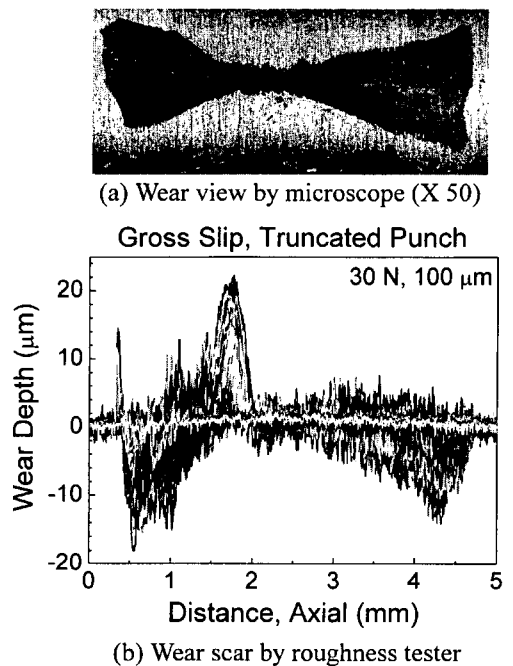 (a) Wear view by microscope (X 50)
Gross Slip, Truncated Punch
30 N, 100 μm
Wear Depth (μm)
20
10
0
-10
-20
0 1 2 3 4 5
Distance, Axial (mm)
(b) Wear scar by roughness tester